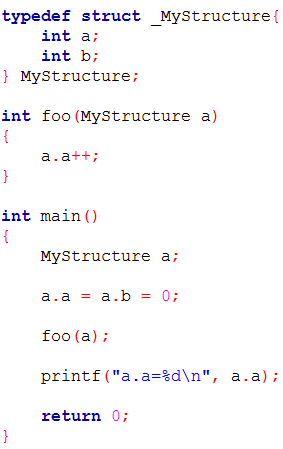 typedef struct _MyStructure{
    int a;
    int b;
} MyStructure;

int foo(MyStructure a)
{
    a.a++;
}

int main()
{
    MyStructure a;

    a.a = a.b = 0;

    foo(a);

    printf("a.a=%d\n", a.a);

    return 0;
}